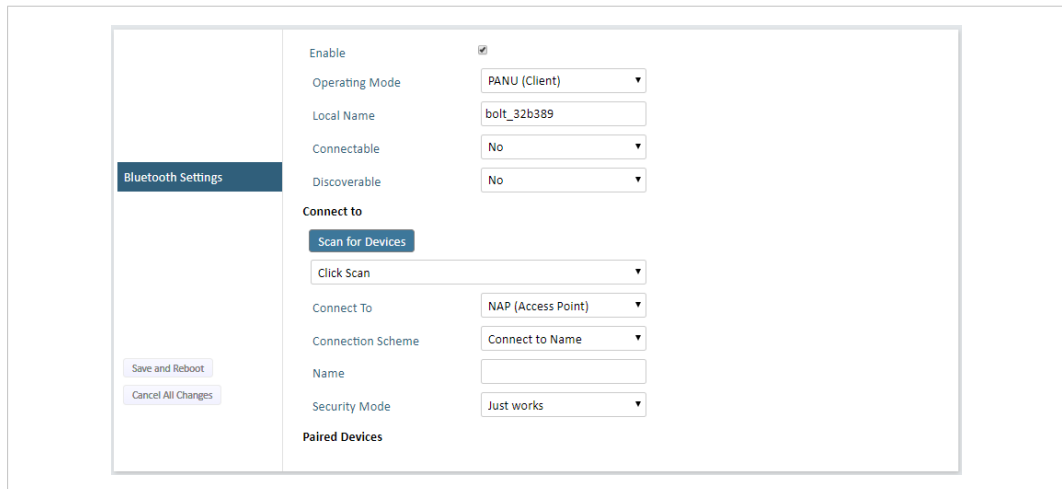 Enable
Operating Mode PANU (Client)
Local Name bolt_32b389
Connectable No
Bluetooth Settings
Discoverable No
Connect to
Scan for Devices
Click Scan
Connect To NAP (Access Point)
Connection Scheme Connect to Name
Save and Reboot
Name
Cancel All Changes
Security Mode Just works
Paired Devices